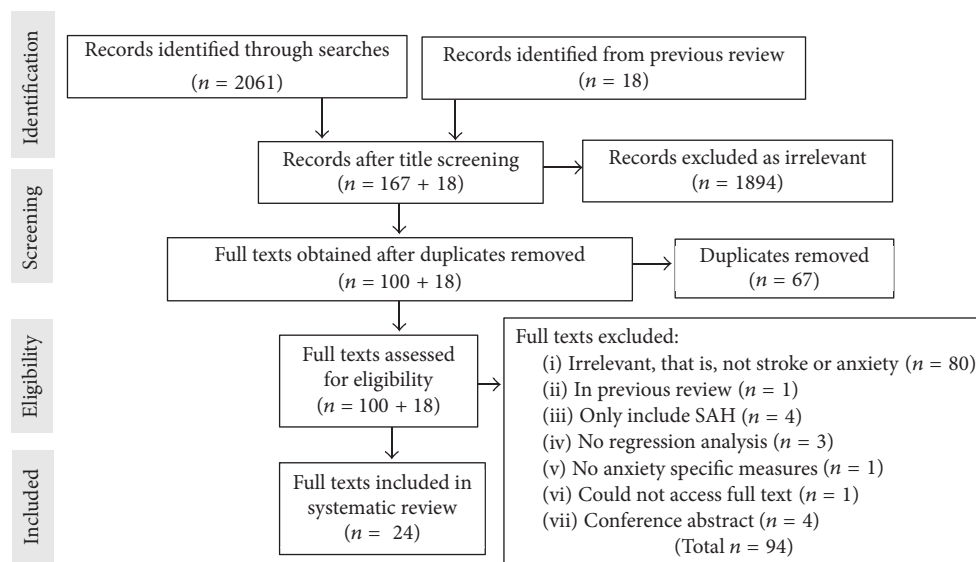 Identification
Records identified through searches
(n = 2061)
Records identified from previous review
(n = 18)
Records after title screening
(n = 167 + 18)
Records excluded as irrelevant
(n = 1894)
Screening
Full texts obtained after duplicates removed
(n = 100 + 18)
Duplicates removed
(n = 67)
Eligibility
Full texts assessed
for eligibility
(n = 100 + 18)
Full texts excluded:
(i) Irrelevant, that is, not stroke or anxiety (n = 80)
(ii) In previous review (n = 1)
(iii) Only include SAH (n = 4)
(iv) No regression analysis (n = 3)
(v) No anxiety specific measures (n = 1)
(vi) Could not access full text (n = 1)
(vii) Conference abstract (n = 4)
(Total n = 94)
Included
Full texts included in
systematic review
(n = 24)